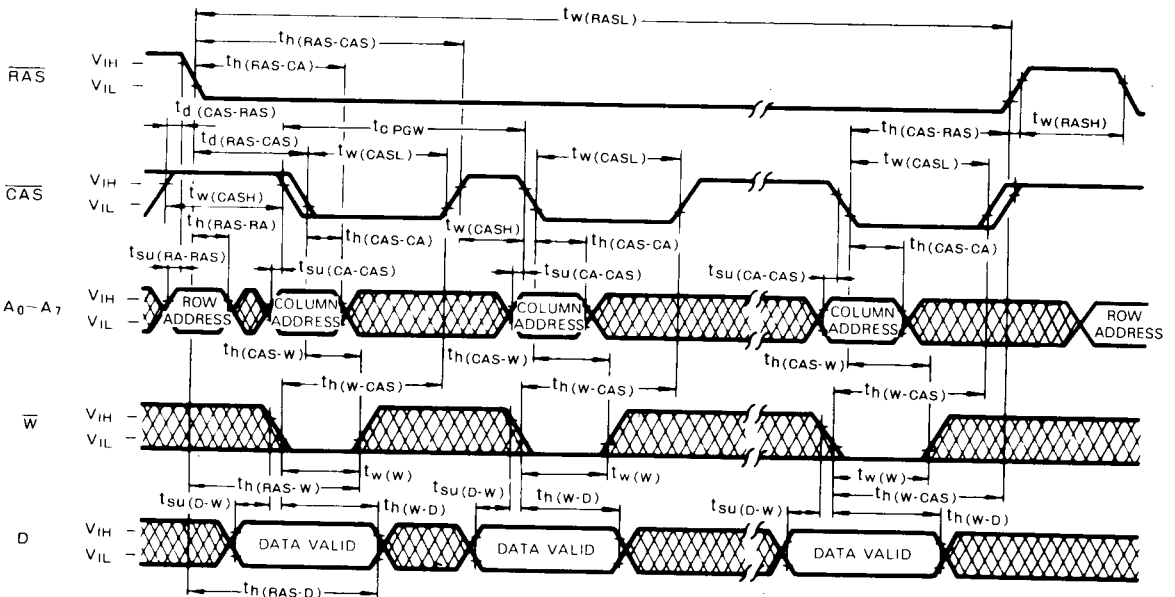 tw(RASL)
th(RAS-CAS)
th(RAS-CA)
RAS
VIH
VIL
td(CAS-RAS)
tc PGW
th(CAS-RAS)
tw(RASH)
td(RAS-CAS)
tw(CASL)
tw(CASL)
tw(CASL)
CAS
VIH
VIL
tw(CASH)
th(RAS-RA)
tw(CASH)
th(CAS-CA)
th(CAS-CA)
th(CAS-CA)
tsu(RA-RAS)
tsu(CA-CAS)
tsu(CA-CAS)
tsu(CA-CAS)
A0~A7
VIH
VIL
ROW ADDRESS
COLUMN ADDRESS
COLUMN ADDRESS
COLUMN ADDRESS
ROW ADDRESS
th(CAS-W)
th(CAS-W)
th(CAS-W)
th(W-CAS)
th(W-CAS)
th(W-CAS)
W
VIH
VIL
tw(W)
tw(W)
tw(W)
th(RAS-W)
th(W-CAS)
tsu(D-W)
th(W-D)
tsu(D-W)
th(W-D)
tsu(D-W)
th(W-D)
D
VIH
VIL
DATA VALID
DATA VALID
DATA VALID
th(RAS-D)